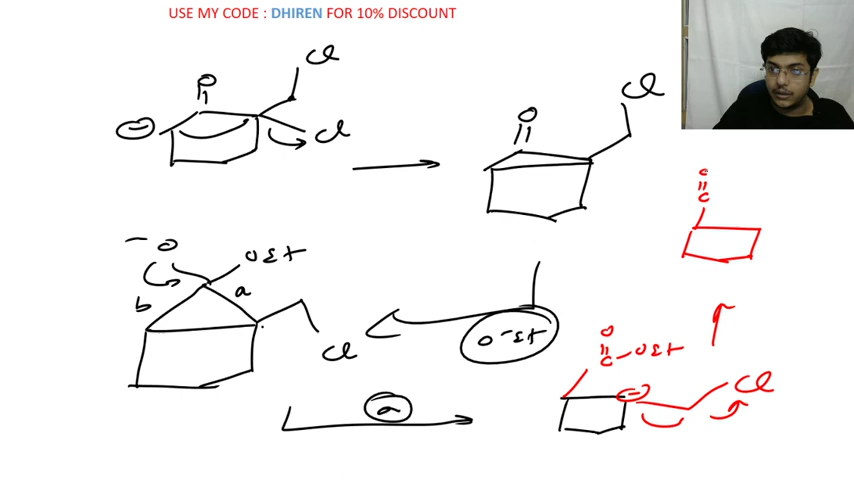 USE MY CODE : DHIREN FOR 10% DISCOUNT
Cl
O
Cl
⊖
Cl
O
O
C
− O
OEt
a
b
Cl
O⁻Et
O
C−OEt
⊖
Cl
a